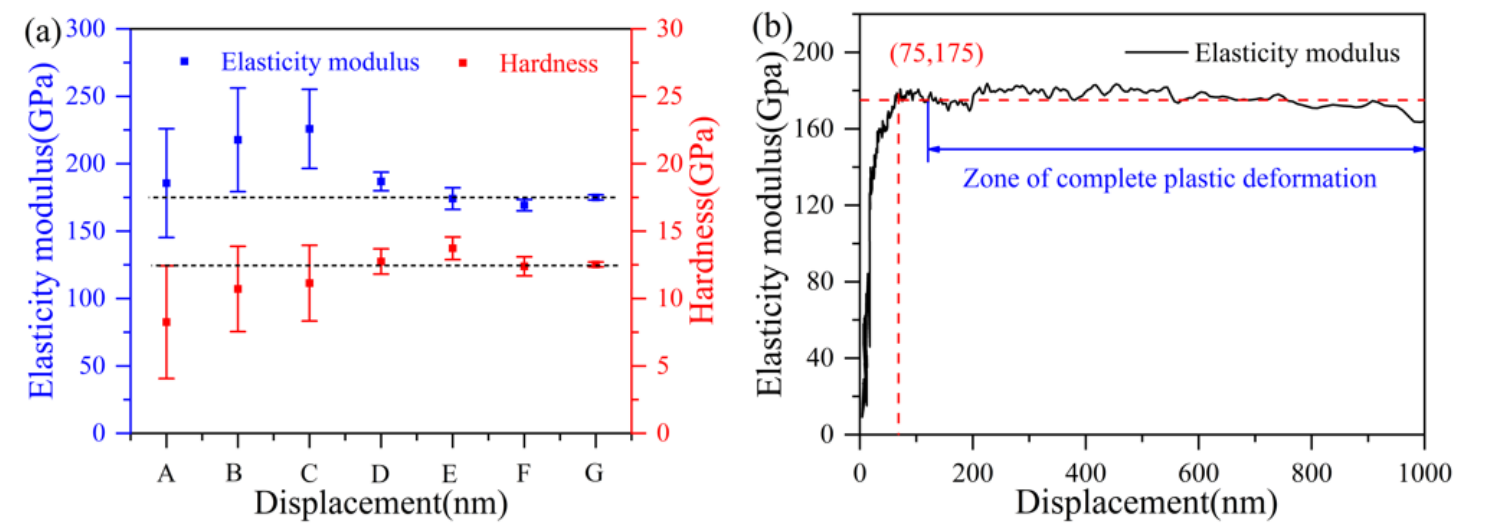 (a)
Elasticity modulus
Hardness
Elasticity modulus(GPa)
300
250
200
150
100
50
0
30
25
20
15
10
5
0
Hardness(GPa)
A B C D E F G
Displacement(nm)
(b)
(75,175)
Elasticity modulus
Zone of complete plastic deformation
Elasticity modulus(Gpa)
200
160
120
80
40
0
0 200 400 600 800 1000
Displacement(nm)